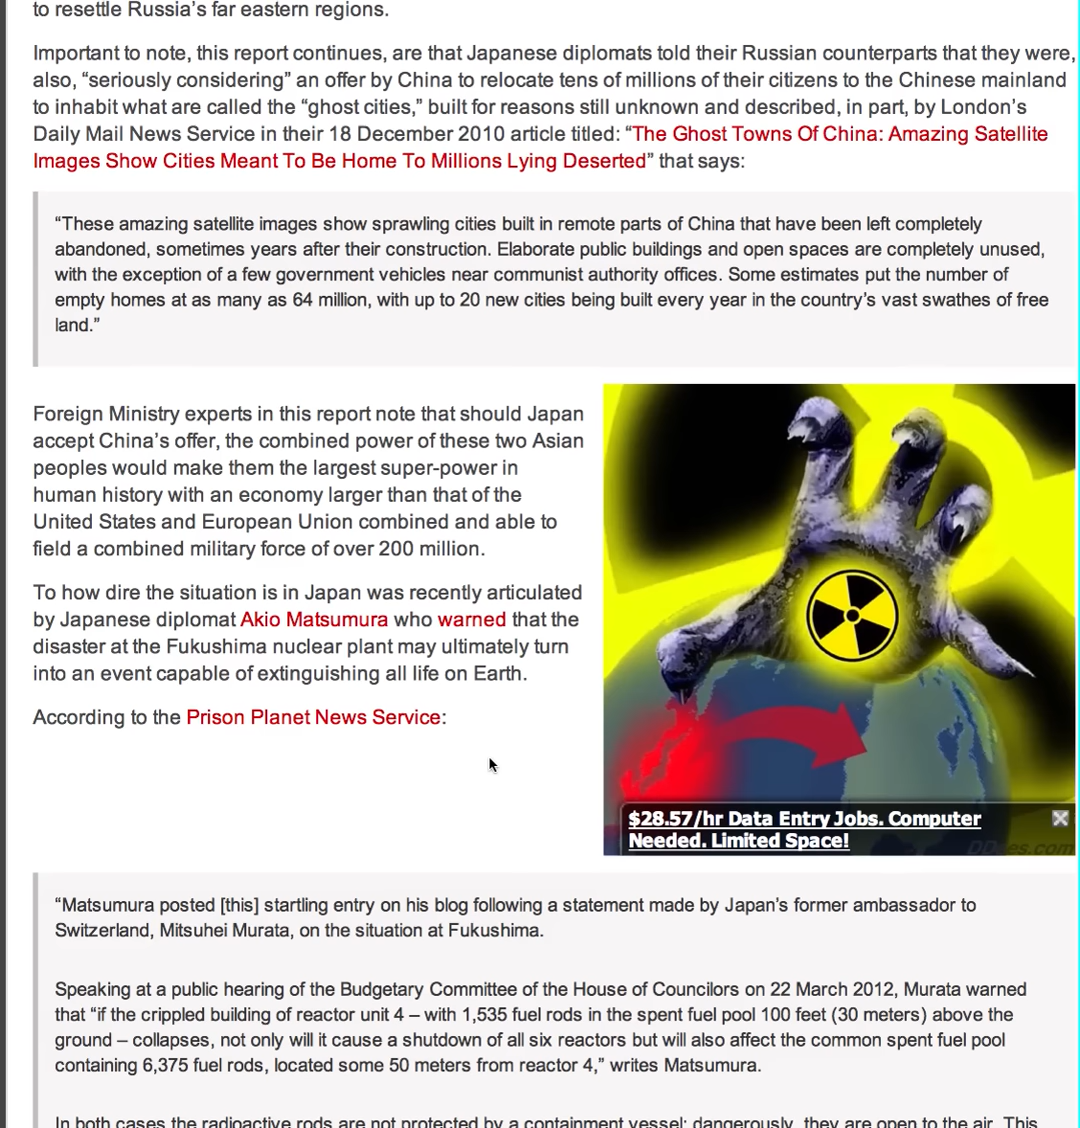 to resettle Russia’s far eastern regions.
Important to note, this report continues, are that Japanese diplomats told their Russian counterparts that they were,
also, “seriously considering” an offer by China to relocate tens of millions of their citizens to the Chinese mainland
to inhabit what are called the “ghost cities,” built for reasons still unknown and described, in part, by London’s
Daily Mail News Service in their 18 December 2010 article titled: “The Ghost Towns Of China: Amazing Satellite
Images Show Cities Meant To Be Home To Millions Lying Deserted” that says:
“These amazing satellite images show sprawling cities built in remote parts of China that have been left completely
abandoned, sometimes years after their construction. Elaborate public buildings and open spaces are completely unused,
with the exception of a few government vehicles near communist authority offices. Some estimates put the number of
empty homes at as many as 64 million, with up to 20 new cities being built every year in the country’s vast swathes of free
land.”
Foreign Ministry experts in this report note that should Japan
accept China’s offer, the combined power of these two Asian
peoples would make them the largest super-power in
human history with an economy larger than that of the
United States and European Union combined and able to
field a combined military force of over 200 million.
To how dire the situation is in Japan was recently articulated
by Japanese diplomat Akio Matsumura who warned that the
disaster at the Fukushima nuclear plant may ultimately turn
into an event capable of extinguishing all life on Earth.
According to the Prison Planet News Service:
$28.57/hr Data Entry Jobs. Computer
Needed. Limited Space!
“Matsumura posted [this] startling entry on his blog following a statement made by Japan’s former ambassador to
Switzerland, Mitsuhei Murata, on the situation at Fukushima.
Speaking at a public hearing of the Budgetary Committee of the House of Councilors on 22 March 2012, Murata warned
that “if the crippled building of reactor unit 4 – with 1,535 fuel rods in the spent fuel pool 100 feet (30 meters) above the
ground – collapses, not only will it cause a shutdown of all six reactors but will also affect the common spent fuel pool
containing 6,375 fuel rods, located some 50 meters from reactor 4,” writes Matsumura.
In both cases the radioactive rods are not protected by a containment vessel; dangerously, they are open to the air. This